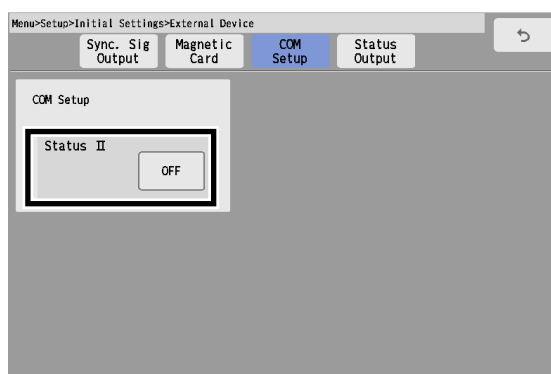 Menu>Setup>Initial Settings>External Device
Sync. Sig Output
Magnetic Card
COM Setup
Status Output
COM Setup
Status Ⅱ
OFF